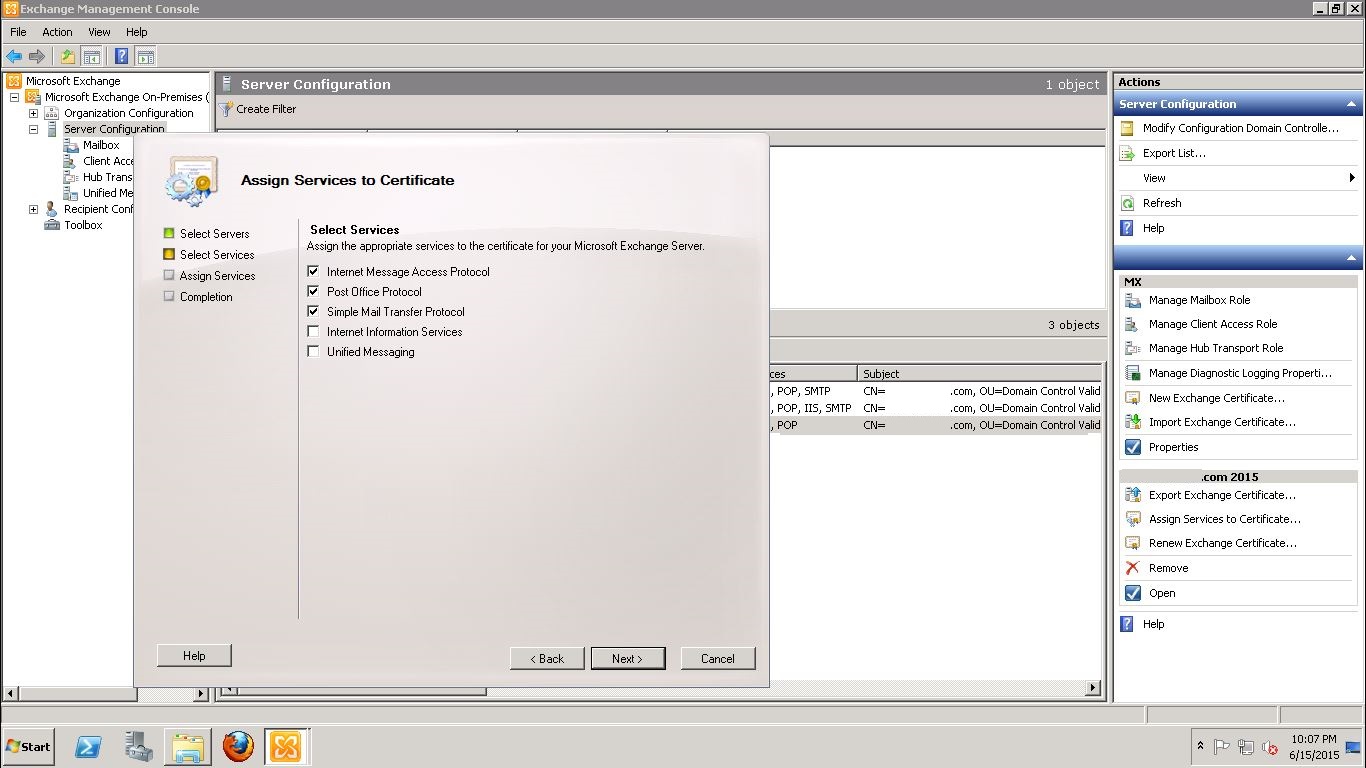 Exchange Management Console
File Action View Help
Microsoft Exchange
Microsoft Exchange On-Premises (
Organization Configuration
Server Configuration
Mailbox
Client Acce
Hub Trans
Unified Me
Recipient Conf
Toolbox
Server Configuration 1 object
Create Filter
Assign Services to Certificate
Select Servers
Select Services
Assign Services
Completion
Select Services
Assign the appropriate services to the certificate for your Microsoft Exchange Server.
Internet Message Access Protocol
Post Office Protocol
Simple Mail Transfer Protocol
Internet Information Services
Unified Messaging
Help
< Back
Next >
Cancel
3 objects
ces Subject
, POP, SMTP CN= .com, OU=Domain Control Valid
, POP, IIS, SMTP CN= .com, OU=Domain Control Valid
, POP CN= .com, OU=Domain Control Valid
Actions
Server Configuration
Modify Configuration Domain Controlle...
Export List...
View
Refresh
Help
MX
Manage Mailbox Role
Manage Client Access Role
Manage Hub Transport Role
Manage Diagnostic Logging Properti...
New Exchange Certificate...
Import Exchange Certificate...
Properties
.com 2015
Export Exchange Certificate...
Assign Services to Certificate...
Renew Exchange Certificate...
Remove
Open
Help
Start
10:07 PM
6/15/2015